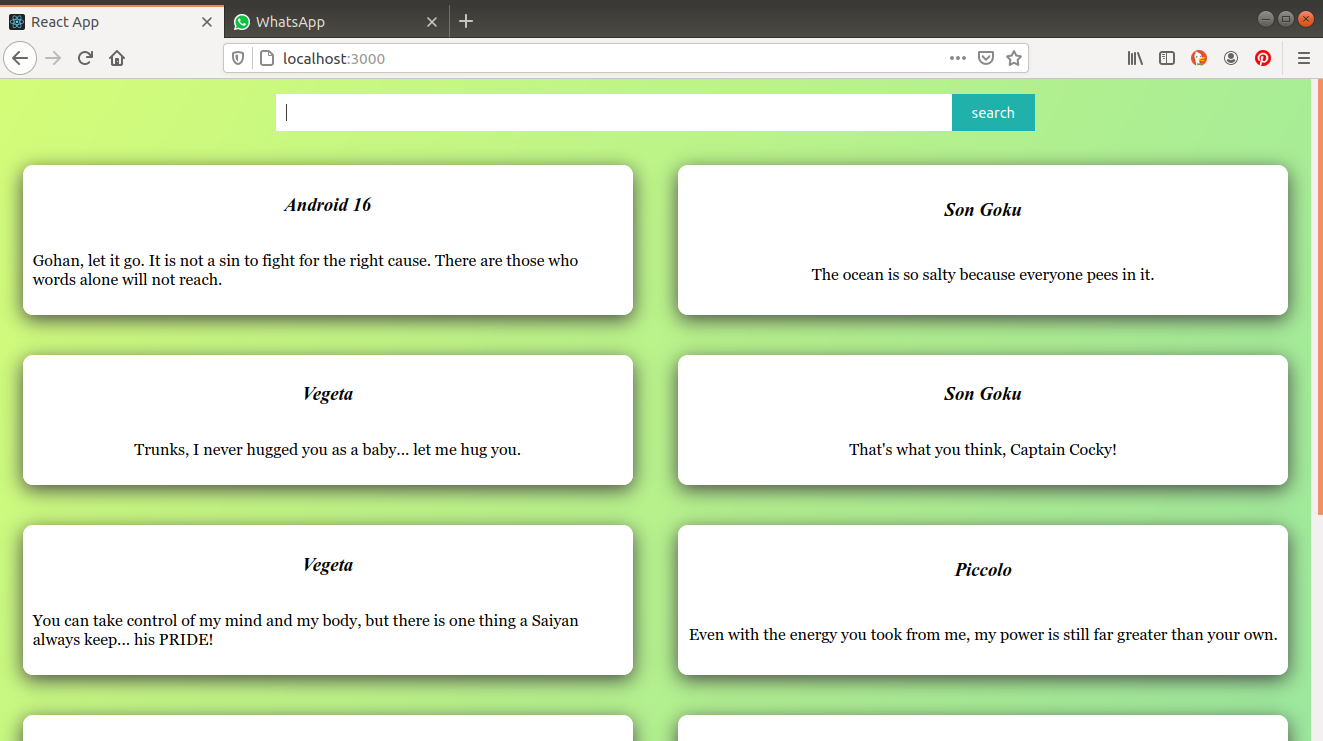 React App
WhatsApp
localhost:3000
search
Android 16
Gohan, let it go. It is not a sin to fight for the right cause. There are those who
words alone will not reach.
Son Goku
The ocean is so salty because everyone pees in it.
Vegeta
Trunks, I never hugged you as a baby... let me hug you.
Son Goku
That's what you think, Captain Cocky!
Vegeta
You can take control of my mind and my body, but there is one thing a Saiyan
always keep... his PRIDE!
Piccolo
Even with the energy you took from me, my power is still far greater than your own.